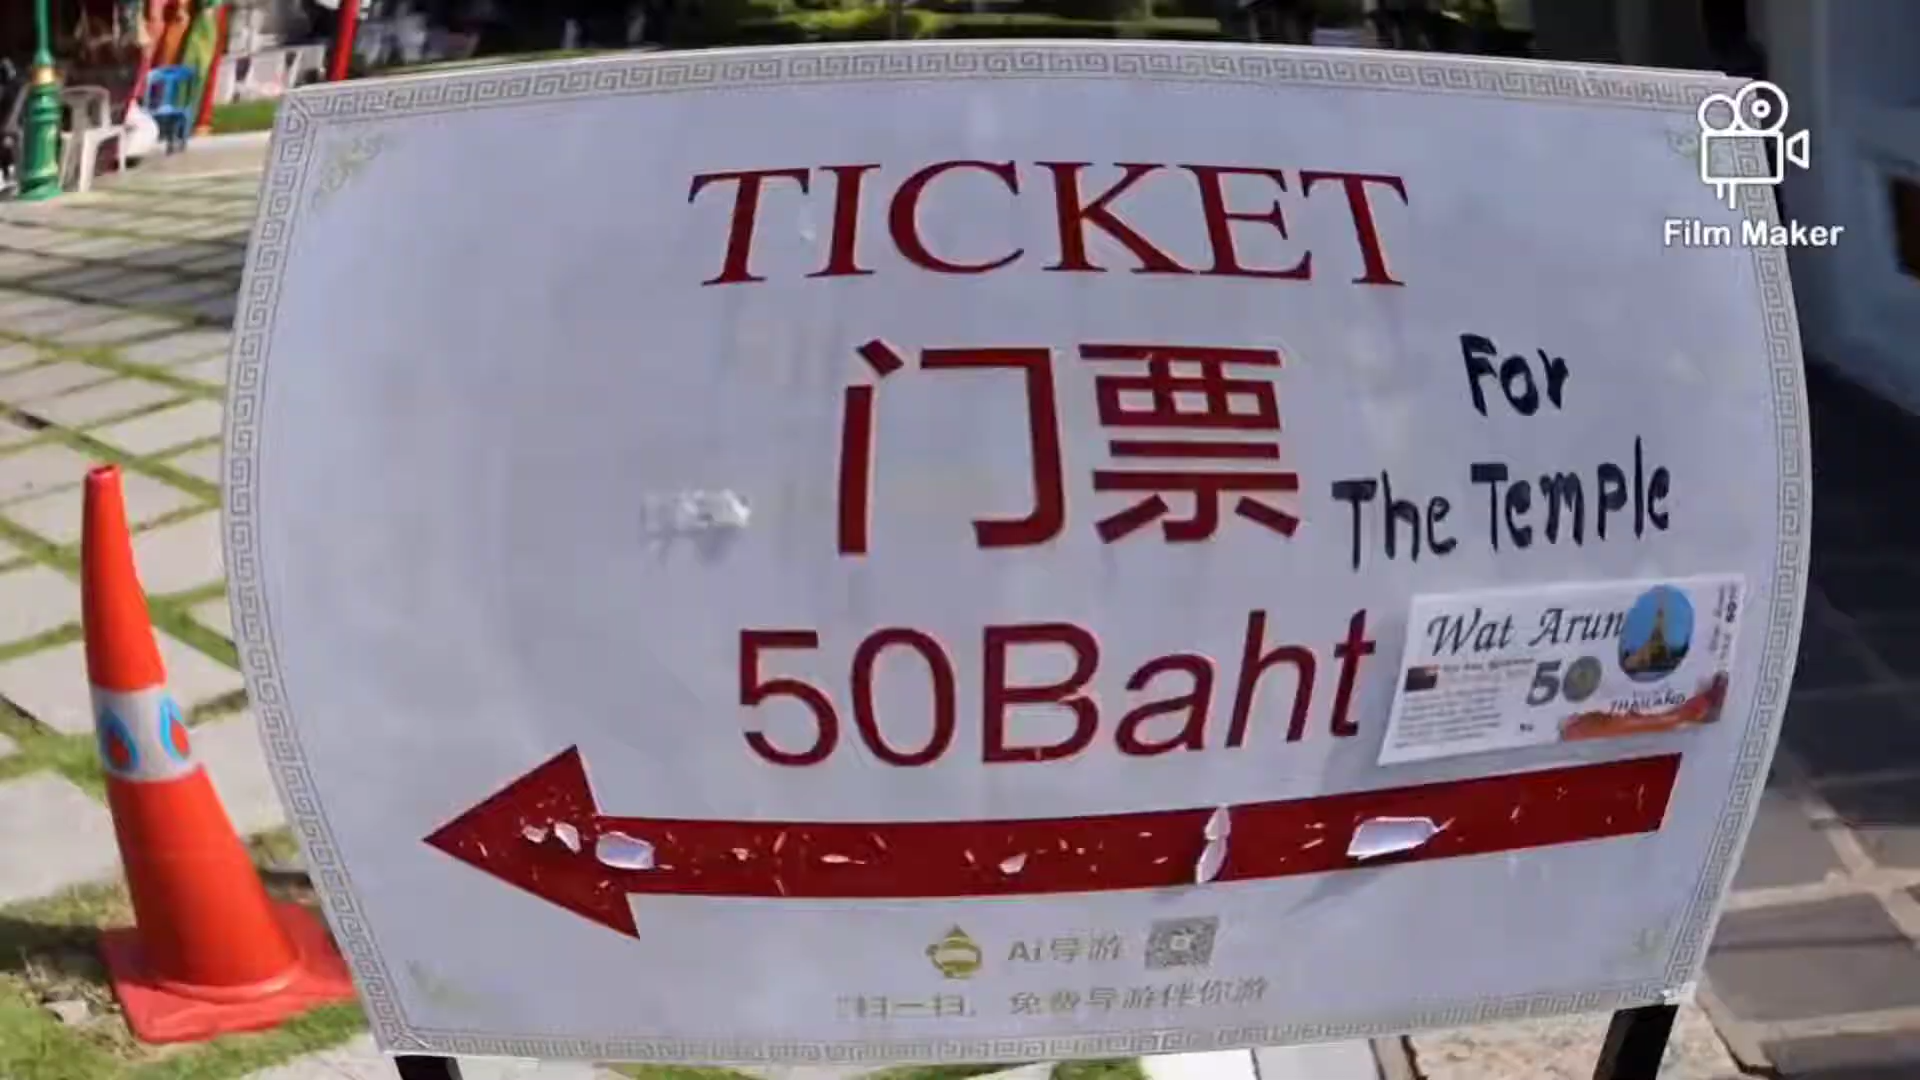 TICKET
门票
For
The Temple
50Baht
Wat Arun
50
THAILAND
Ai导游
扫一扫，免费导游伴你游
Film Maker